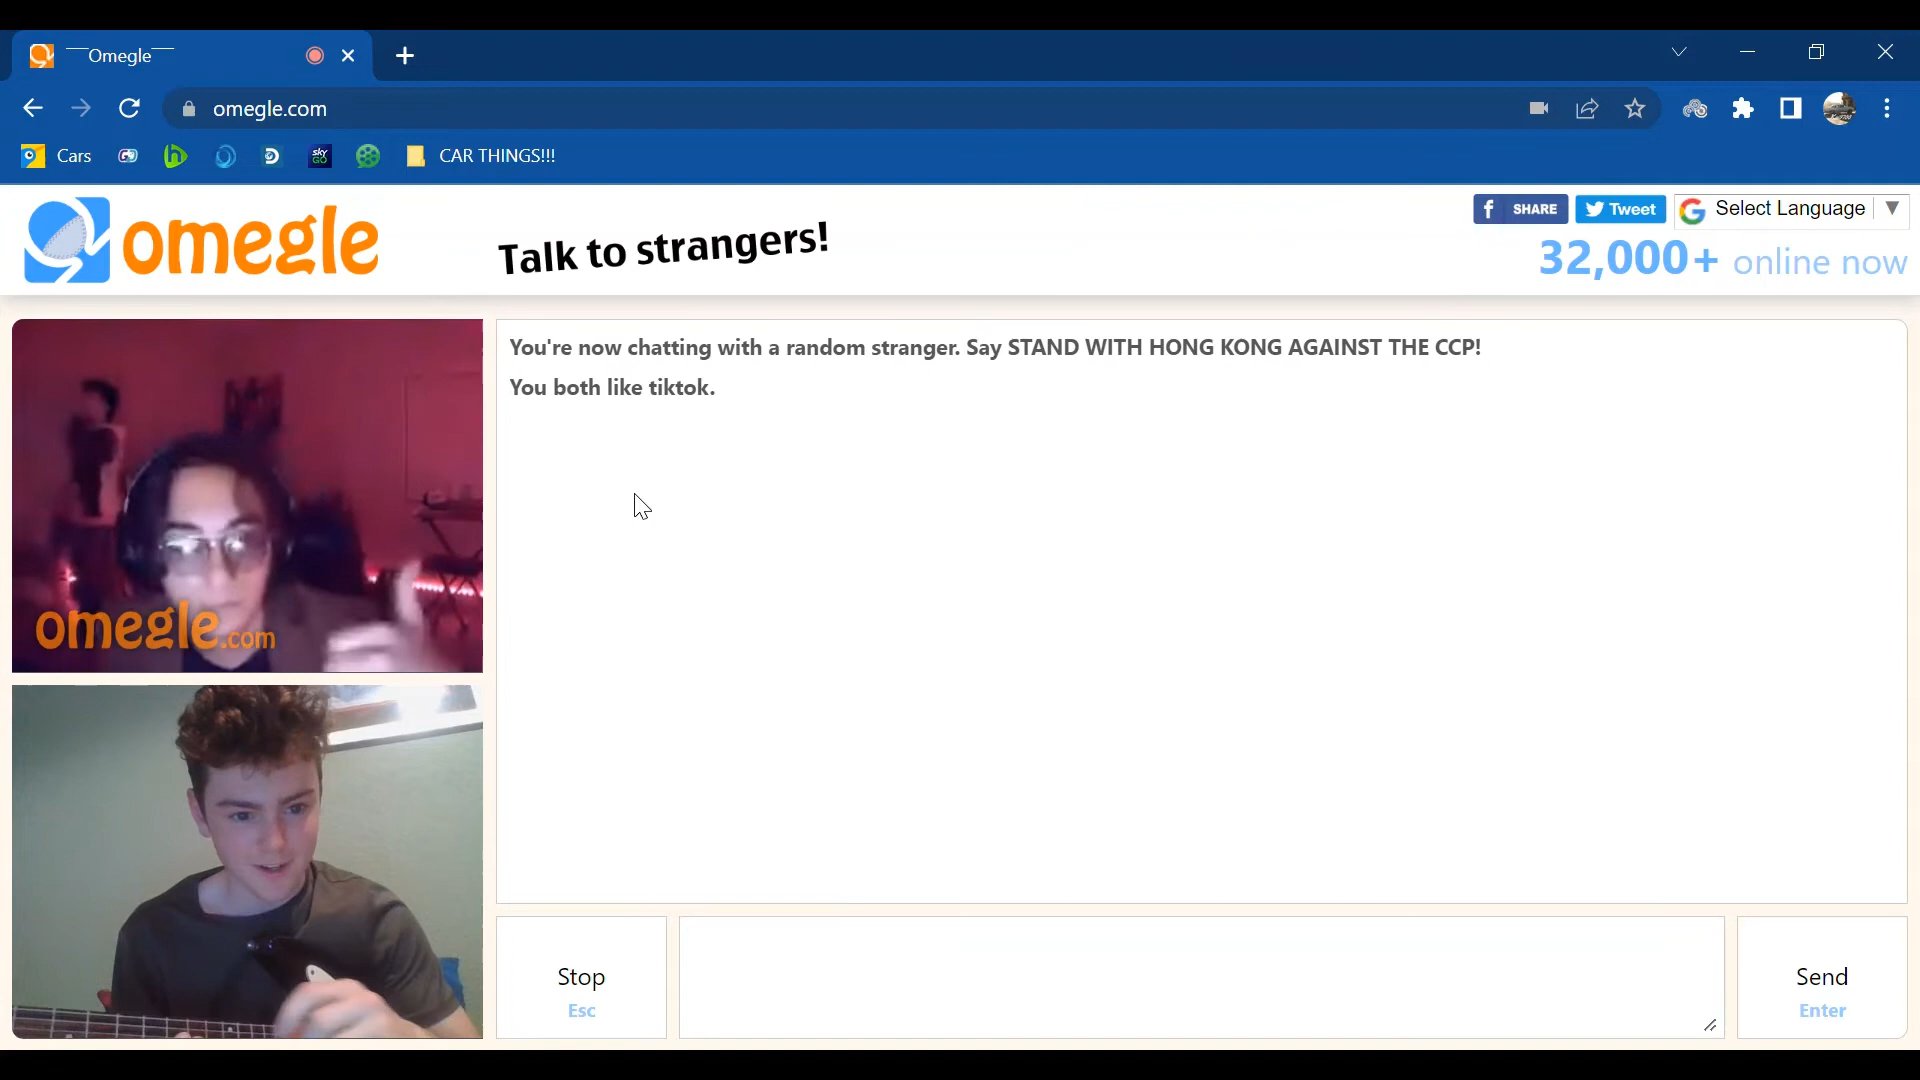 Omegle
omegle.com
Cars
sky GO
CAR THINGS!!!
omegle
Talk to strangers!
f SHARE
Tweet
G Select Language ▼
32,000+ online now
You're now chatting with a random stranger. Say STAND WITH HONG KONG AGAINST THE CCP!
You both like tiktok.
omegle.com
Stop
Esc
Send
Enter